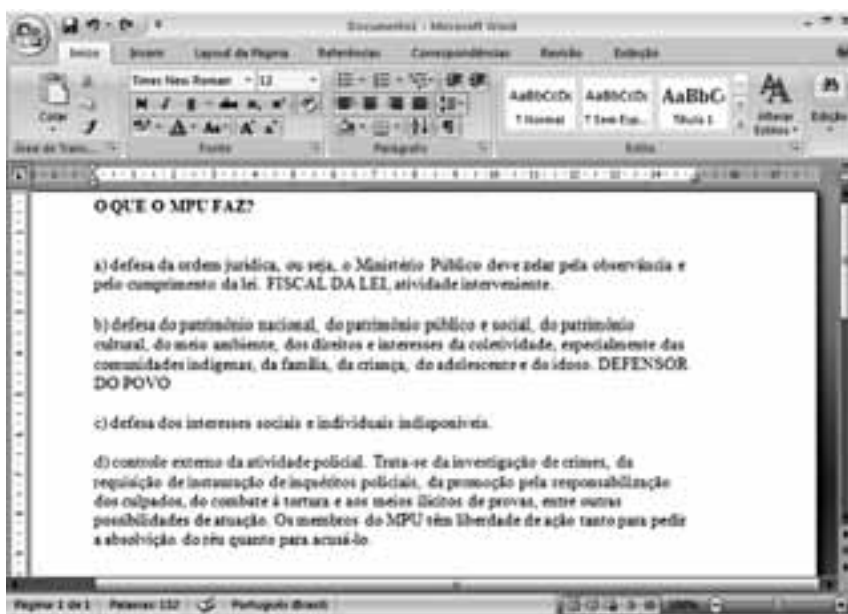 Documento1 - Microsoft Word
Início Inserir Layout da Página Referências Correspondências Revisão Exibição
Times New Roman 12
Colar
AaBbCcDc AaBbCcDc AaBbC
¶ Normal ¶ Sem Esp... Título 1
Alterar
Estilos
Edição
Área de Trans... Fonte Parágrafo Estilo
O QUE O MPU FAZ?
a) defesa da ordem jurídica, ou seja, o Ministério Público deve zelar pela observância e
pelo cumprimento da lei. FISCAL DA LEI, atividade interveniente.
b) defesa do patrimônio nacional, do patrimônio público e social, do patrimônio
cultural, do meio ambiente, dos direitos e interesses da coletividade, especialmente das
comunidades indígenas, da família, da criança, do adolescente e do idoso. DEFENSOR
DO POVO
c) defesa dos interesses sociais e individuais indisponíveis.
d) controle externo da atividade policial. Trata-se da investigação de crimes, da
requisição de instauração de inquéritos policiais, da promoção pela responsabilização
dos culpados, do combate à tortura e aos meios ilícitos de provas, entre outras
possibilidades de atuação. Os membros do MPU têm liberdade de ação tanto para pedir
a absolvição do réu quanto para acusá-lo.
Página: 1 de 1 Palavras: 132 Português (Brasil) 100%